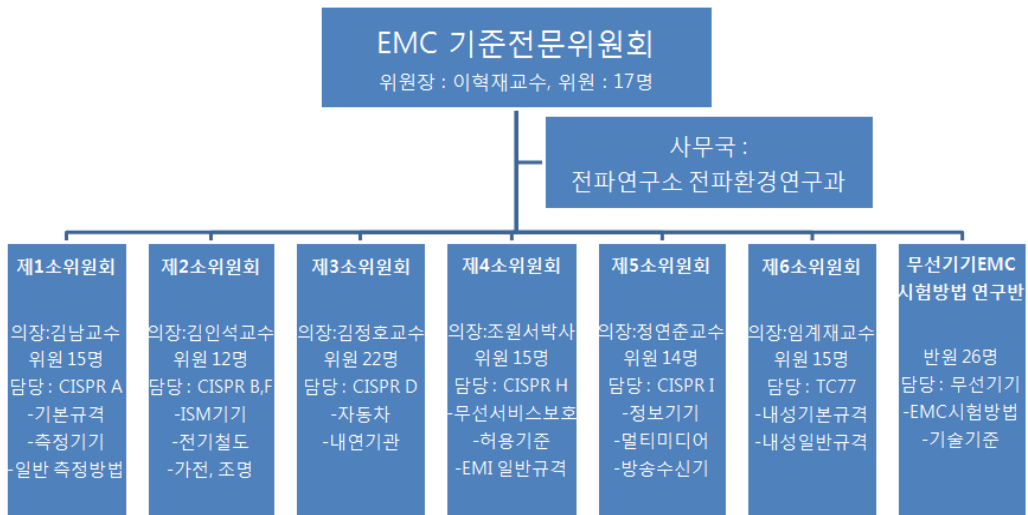 EMC 기준전문위원회
위원장 : 이혁재교수, 위원 : 17명
사무국 :
전파연구소 전파환경연구과
제1소위원회
의장:김남교수
위원 15명
담당 : CISPR A
-기본규격
-측정기기
-일반 측정방법
제2소위원회
의장:김인석교수
위원 12명
담당 : CISPR B,F
-ISM기기
-전기철도
-가전, 조명
제3소위원회
의장:김정호교수
위원 22명
담당 : CISPR D
-자동차
-내연기관
제4소위원회
의장:조원서박사
위원 15명
담당 : CISPR H
-무선서비스보호
-허용기준
-EMI 일반규격
제5소위원회
의장:정연춘교수
위원 14명
담당 : CISPR I
-정보기기
-멀티미디어
-방송수신기
제6소위원회
의장:임계재교수
위원 15명
담당 : TC77
-내성기본규격
-내성일반규격
무선기기EMC
시험방법 연구반
반원 26명
담당 : 무선기기
-EMC시험방법
-기술기준